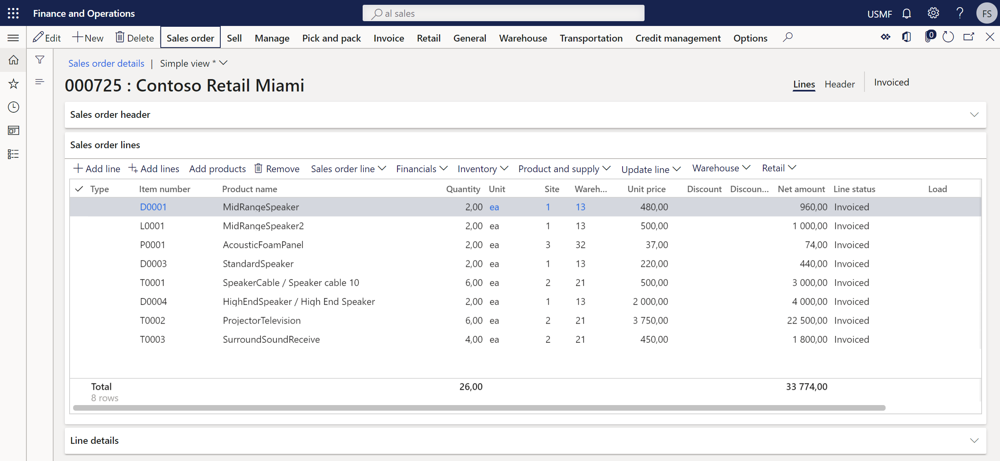 Finance and Operations
al sales
USMF
FS
Edit New Delete Sales order Sell Manage Pick and pack Invoice Retail General Warehouse Transportation Credit management Options
0
Sales order details | Simple view *
000725 : Contoso Retail Miami
Lines Header Invoiced
Sales order header
Sales order lines
Add line Add lines Add products Remove Sales order line Financials Inventory Product and supply Update line Warehouse Retail
Type Item number Product name Quantity Unit Site Wareh... Unit price Discount Discoun... Net amount Line status Load
D0001 MidRangeSpeaker 2,00 ea 1 13 480,00 960,00 Invoiced
L0001 MidRangeSpeaker2 2,00 ea 1 13 500,00 1 000,00 Invoiced
P0001 AcousticFoamPanel 2,00 ea 3 32 37,00 74,00 Invoiced
D0003 StandardSpeaker 2,00 ea 1 13 220,00 440,00 Invoiced
T0001 SpeakerCable / Speaker cable 10 6,00 ea 2 21 500,00 3 000,00 Invoiced
D0004 HighEndSpeaker / High End Speaker 2,00 ea 1 13 2 000,00 4 000,00 Invoiced
T0002 ProjectorTelevision 6,00 ea 2 21 3 750,00 22 500,00 Invoiced
T0003 SurroundSoundReceive 4,00 ea 2 21 450,00 1 800,00 Invoiced
Total 26,00 33 774,00
8 rows
Line details